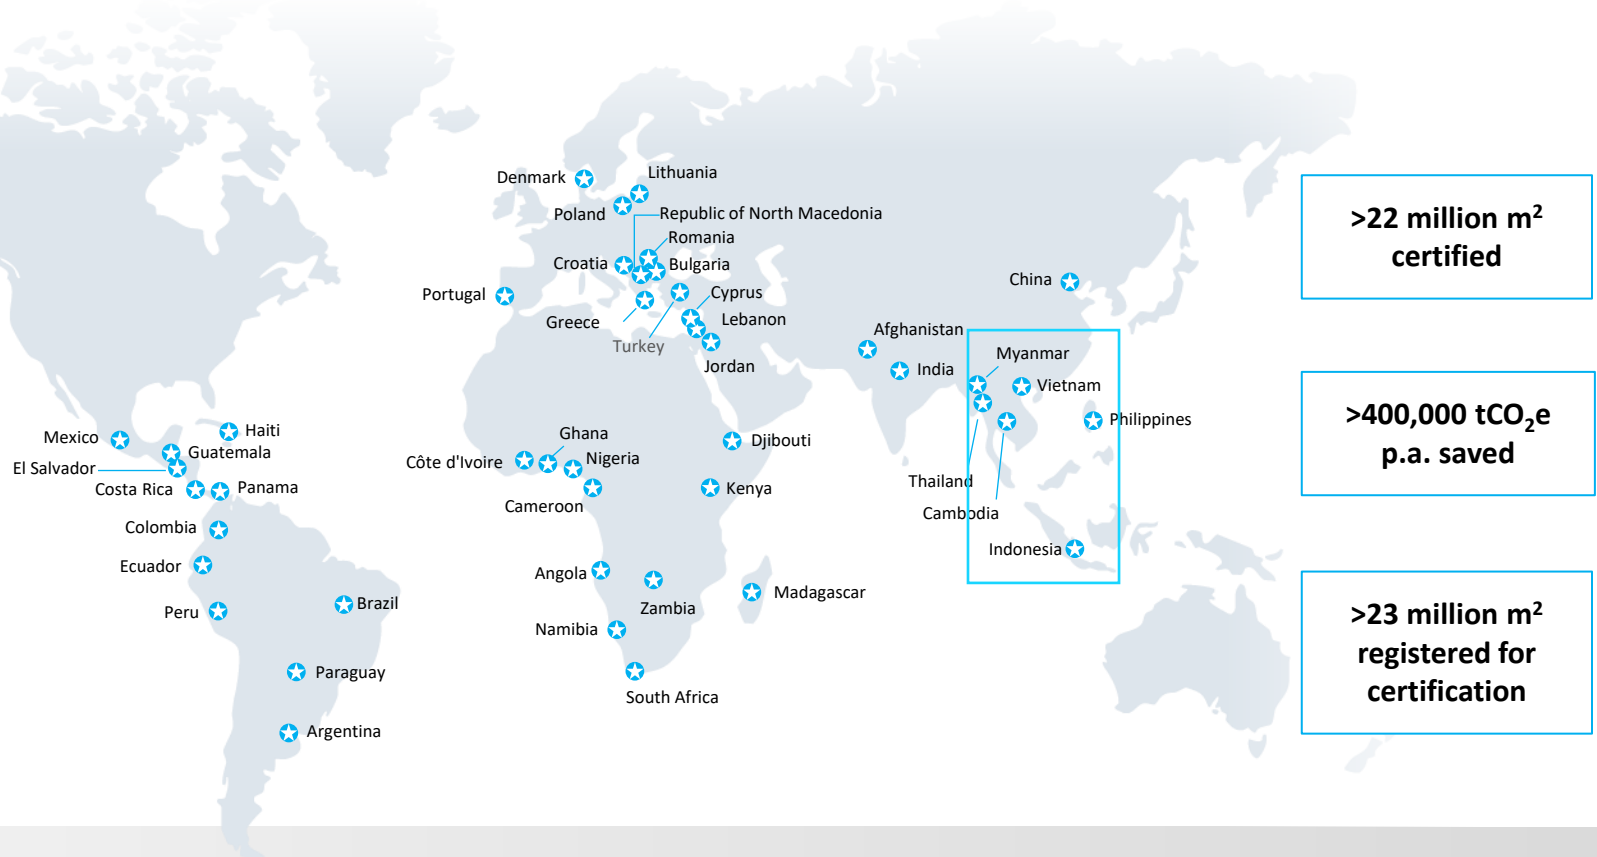 Denmark
Lithuania
Poland
Republic of North Macedonia
Romania
Croatia
Bulgaria
Portugal
Cyprus
Greece
Lebanon
Turkey
Jordan
China
Afghanistan
India
Myanmar
Vietnam
Philippines
Thailand
Cambodia
Indonesia
Mexico
Haiti
Guatemala
El Salvador
Costa Rica
Panama
Colombia
Ecuador
Peru
Brazil
Paraguay
Argentina
Ghana
Côte d'Ivoire
Nigeria
Cameroon
Djibouti
Kenya
Angola
Zambia
Madagascar
Namibia
South Africa
>22 million m²
certified
>400,000 tCO₂e
p.a. saved
>23 million m²
registered for
certification